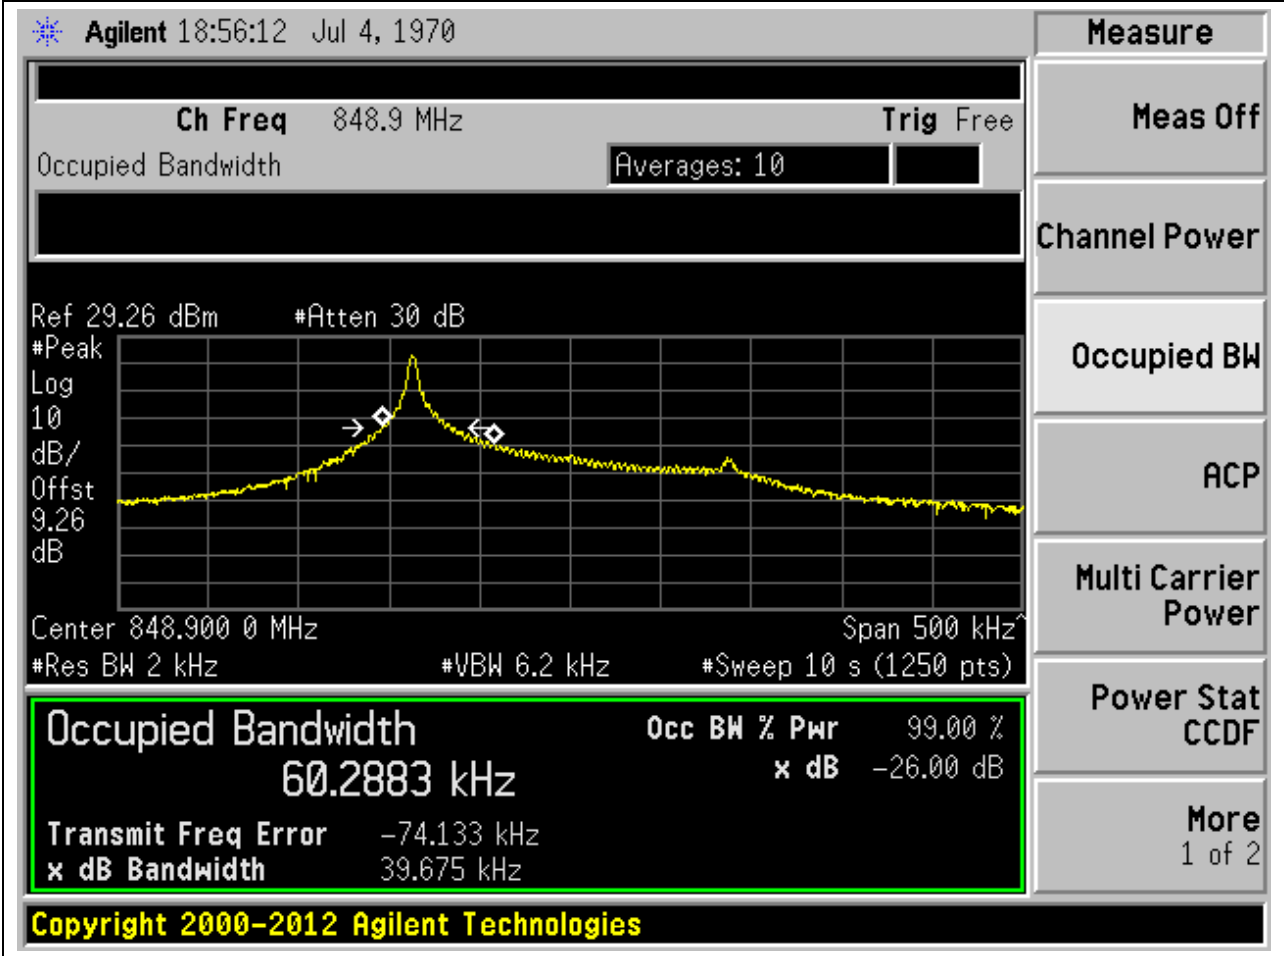 Agilent 18:56:12 Jul 4, 1970
Measure
Ch Freq 848.9 MHz Trig Free
Occupied Bandwidth Averages: 10
Meas Off
Channel Power
Occupied BW
ACP
Multi Carrier
Power
Power Stat
CCDF
More
1 of 2
Ref 29.26 dBm #Atten 30 dB
#Peak
Log
10
dB/
Offst
9.26
dB
Center 848.900 0 MHz Span 500 kHz^
#Res BW 2 kHz #VBW 6.2 kHz #Sweep 10 s (1250 pts)
Occupied Bandwidth Occ BW % Pwr 99.00 %
60.2883 kHz x dB -26.00 dB
Transmit Freq Error -74.133 kHz
x dB Bandwidth 39.675 kHz
Copyright 2000-2012 Agilent Technologies